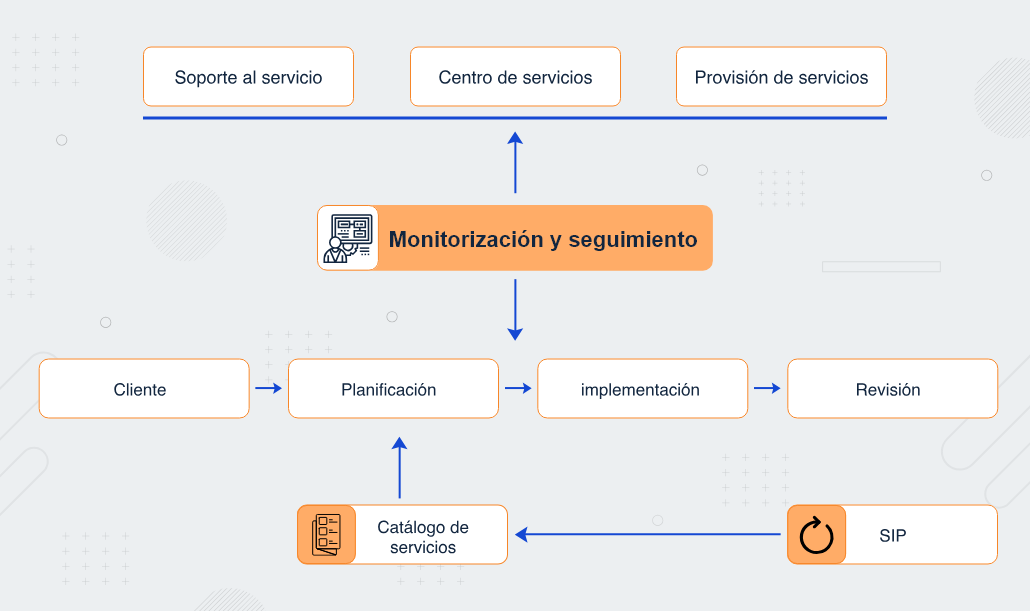 Soporte al servicio
Centro de servicios
Provisión de servicios
Monitorización y seguimiento
Cliente
Planificación
implementación
Revisión
Catálogo de
servicios
SIP